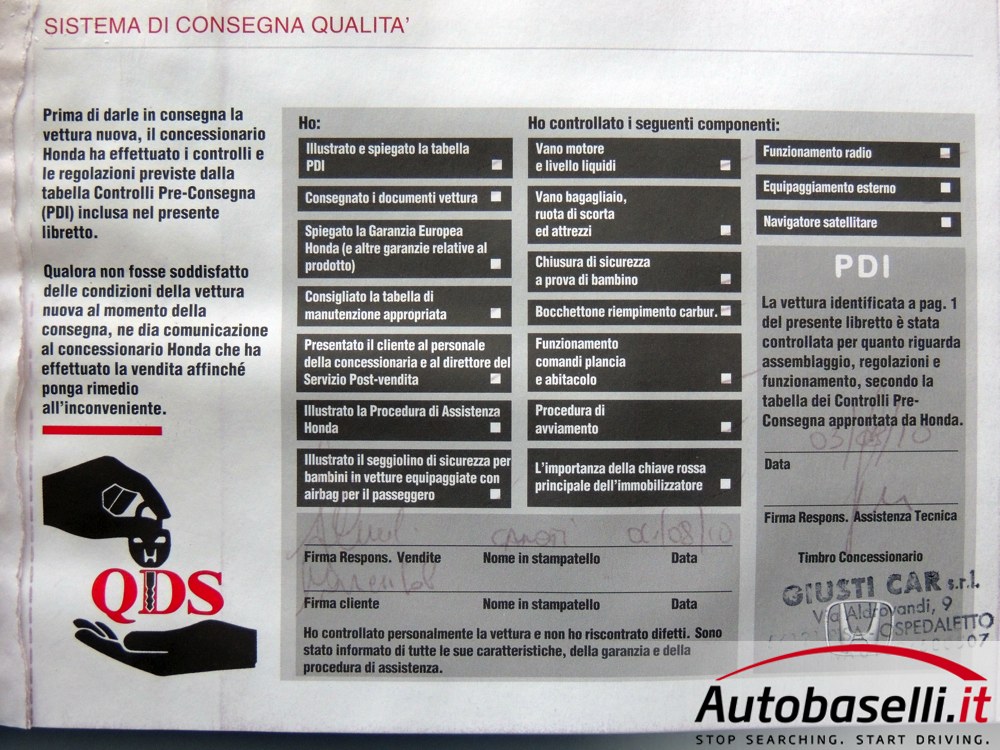 SISTEMA DI CONSEGNA QUALITA'
Prima di darle in consegna la
vettura nuova, il concessionario
Honda ha effettuato i controlli e
le regolazioni previste dalla
tabella Controlli Pre-Consegna
(PDI) inclusa nel presente
libretto.
Qualora non fosse soddisfatto
delle condizioni della vettura
nuova al momento della
consegna, ne dia comunicazione
al concessionario Honda che ha
effettuato la vendita affinché
ponga rimedio
all'inconveniente.
QDS
Ho:
Illustrato e spiegato la tabella
PDI
Consegnato i documenti vettura
Spiegato la Garanzia Europea
Honda (e altre garanzie relative al
prodotto)
Consigliato la tabella di
manutenzione appropriata
Presentato il cliente al personale
della concessionaria e al direttore del
Servizio Post-vendita
Illustrato la Procedura di Assistenza
Honda
Illustrato il seggiolino di sicurezza per
bambini in vetture equipaggiate con
airbag per il passeggero
Ho controllato i seguenti componenti:
Vano motore
e livello liquidi
Vano bagagliaio,
ruota di scorta
ed attrezzi
Chiusura di sicurezza
a prova di bambino
Bocchettone riempimento carbur.
Funzionamento
comandi plancia
e abitacolo
Procedura di
avviamento
L'importanza della chiave rossa
principale dell'immobilizzatore
Funzionamento radio
Equipaggiamento esterno
Navigatore satellitare
PDI
La vettura identificata a pag. 1
del presente libretto è stata
controllata per quanto riguarda
assemblaggio, regolazioni e
funzionamento, secondo la
tabella dei Controlli Pre-
Consegna approntata da Honda.
Data
Firma Respons. Assistenza Tecnica
Timbro Concessionario
GIUSTI CAR s.r.l.
Via Aldrovandi, 9
OSPEDALETTO
06/08/10
Firma Respons. Vendite Nome in stampatello Data
Firma cliente Nome in stampatello Data
Ho controllato personalmente la vettura e non ho riscontrato difetti. Sono
stato informato di tutte le sue caratteristiche, della garanzia e della
procedura di assistenza.
Autobaselli.it
STOP SEARCHING. START DRIVING.